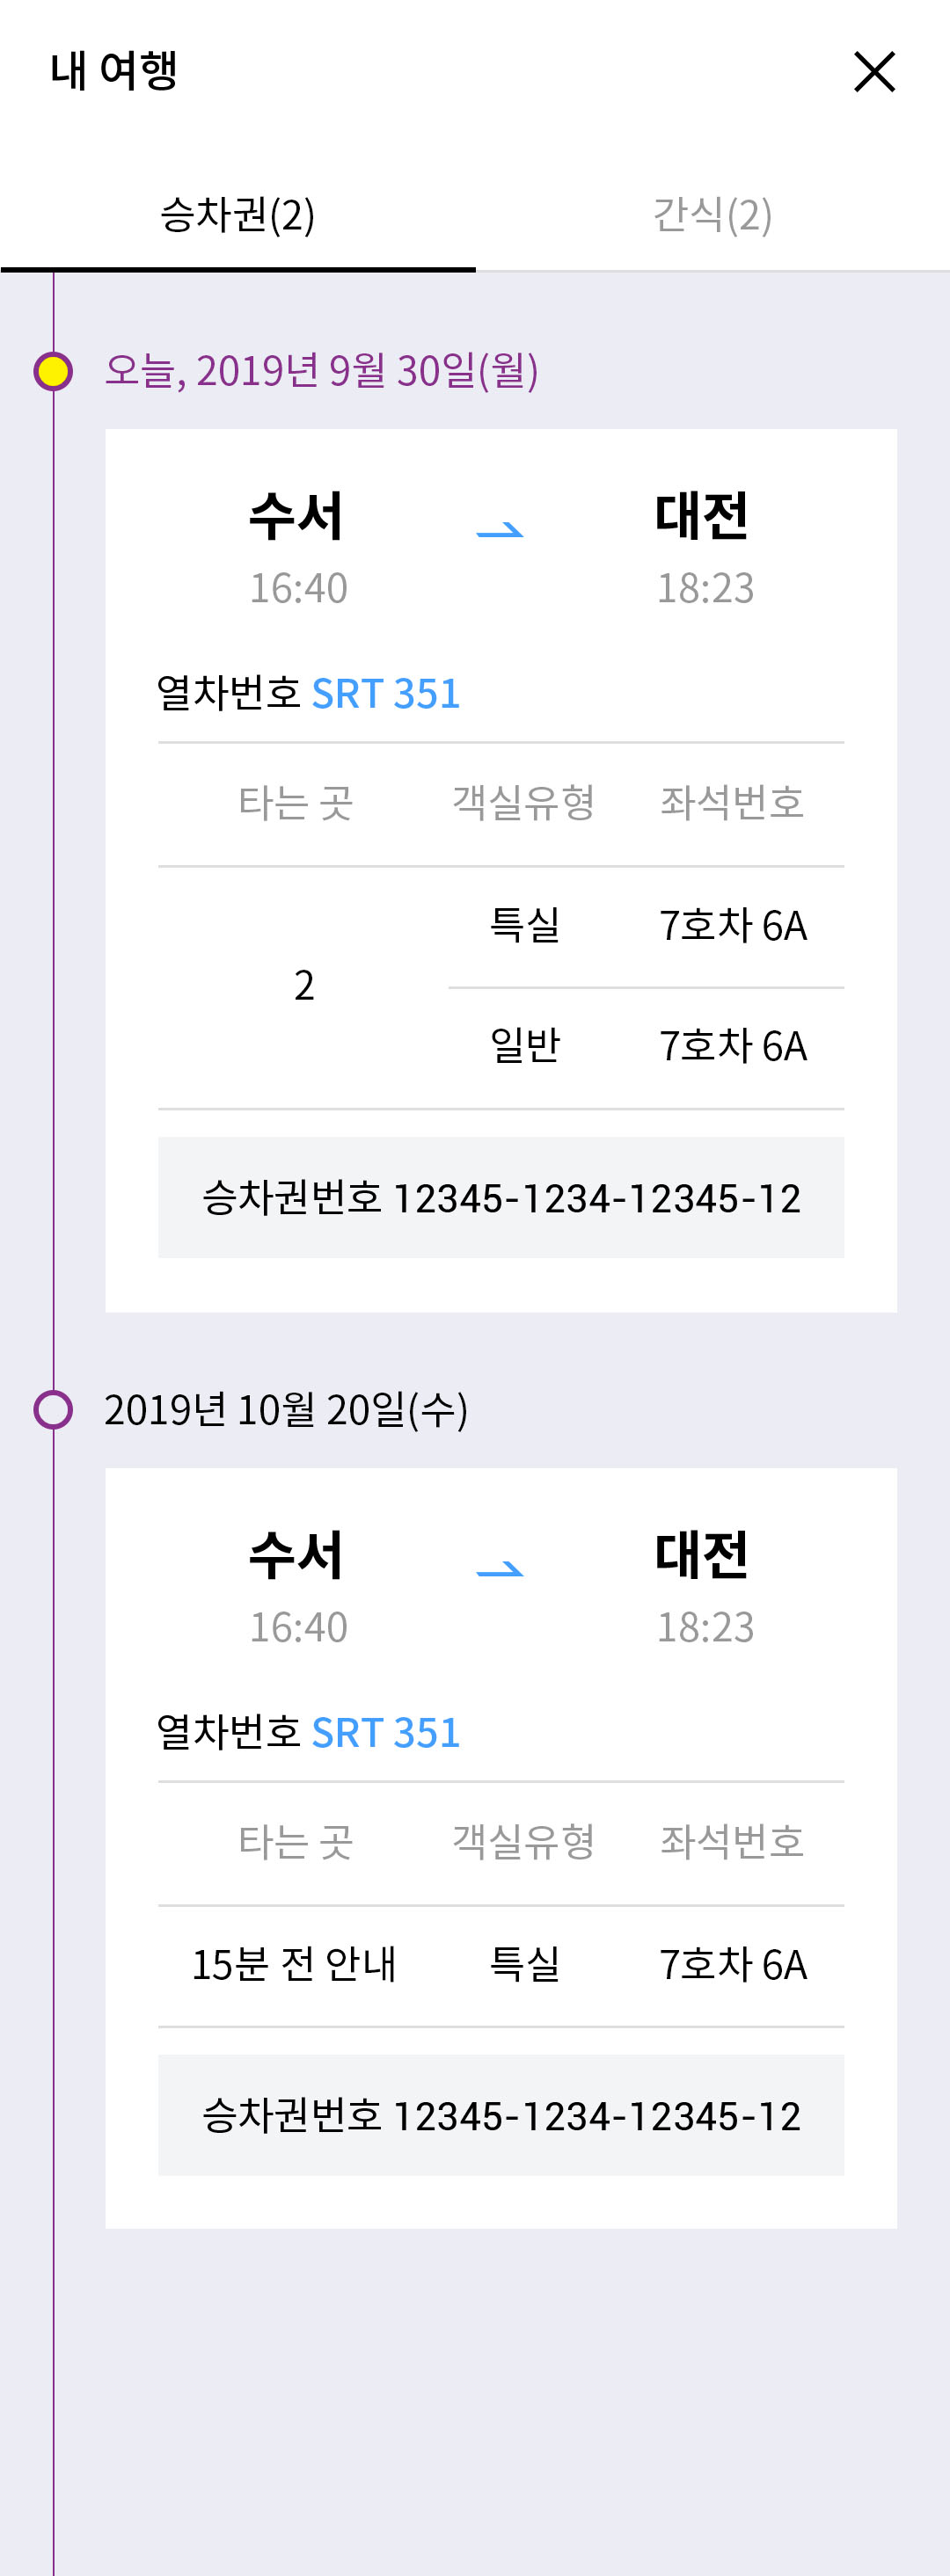 내 여행
승차권(2) 간식(2)
오늘, 2019년 9월 30일(월)
수서 대전
16:40 18:23
열차번호 SRT 351
타는 곳 객실유형 좌석번호
특실 7호차 6A
2
일반 7호차 6A
승차권번호 12345-1234-12345-12
2019년 10월 20일(수)
수서 대전
16:40 18:23
열차번호 SRT 351
타는 곳 객실유형 좌석번호
15분 전 안내 특실 7호차 6A
승차권번호 12345-1234-12345-12